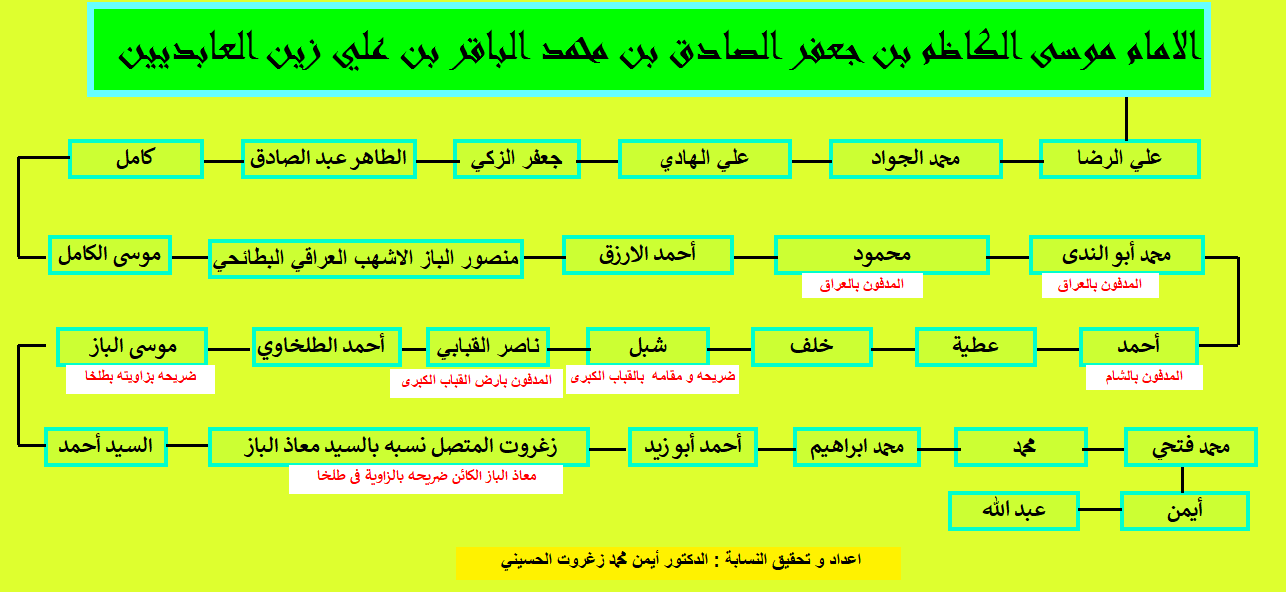 الامام موسى الكاظم بن جعفر الصادق بن محمد الباقر بن علي زين العابديين
علي الرضا
محمد الجواد
علي الهادي
جعفر الزكي
الطاهر عبد الصادق
كامل
موسى الكامل
منصور الباز الاشهب العراقي البطائحي
أحمد الارزق
محمود
المدفون بالعراق
محمد أبو الندى
المدفون بالعراق
أحمد
المدفون بالشام
عطية
خلف
شبل
ضريحه و مقامه بالقباب الكبرى
ناصر القبابي
المدفون بارض القباب الكبرى
أحمد الطلخاوي
موسى الباز
ضريحه بزاويته بطلخا
السيد أحمد
زغروت المتصل نسبه بالسيد معاذ الباز
معاذ الباز الكائن ضريحه بالزاوية فى طلخا
أحمد أبو زيد
محمد ابراهيم
محمد
محمد فتحي
أيمن
عبد الله
اعداد و تحقيق النسابة : الدكتور أيمن محمد زغروت الحسيني